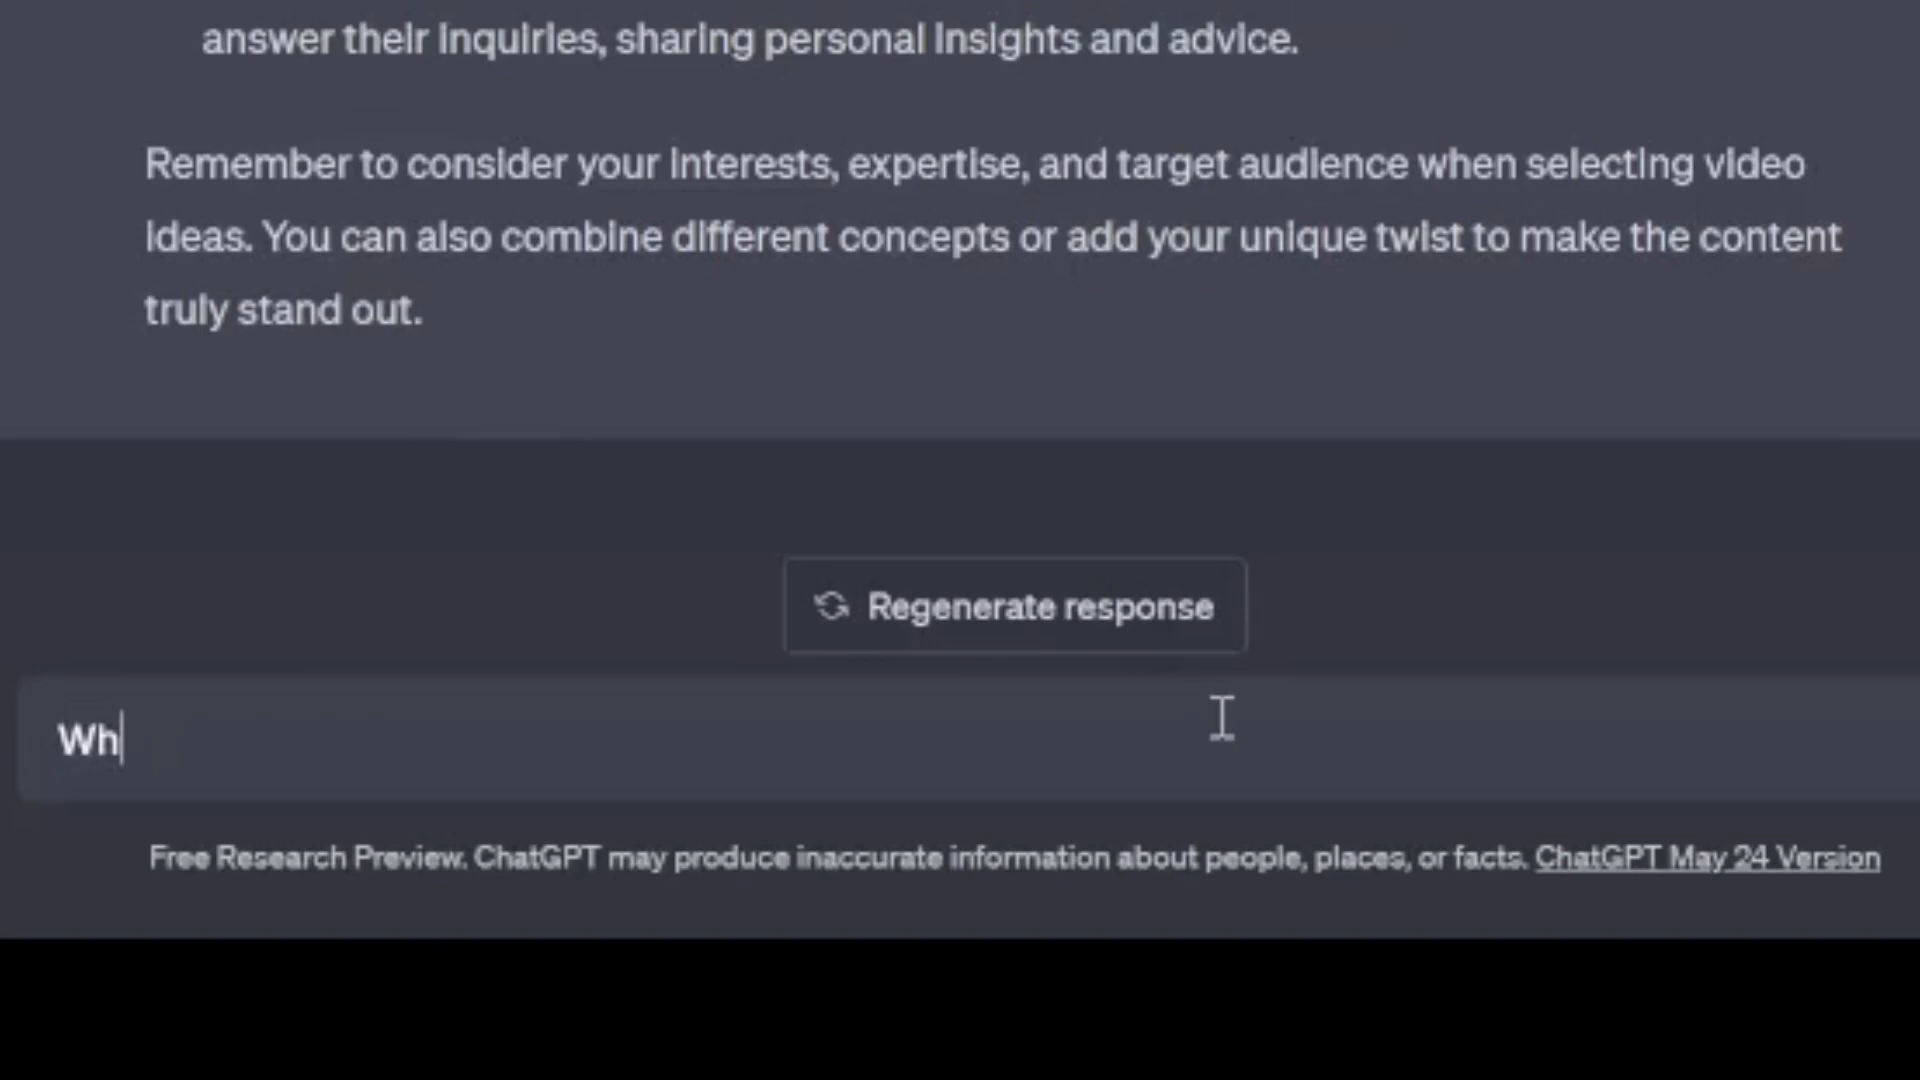 answer their inquiries, sharing personal insights and advice.
Remember to consider your interests, expertise, and target audience when selecting video
ideas. You can also combine different concepts or add your unique twist to make the content
truly stand out.
Regenerate response
Wh
Free Research Preview. ChatGPT may produce inaccurate information about people, places, or facts. ChatGPT May 24 Version